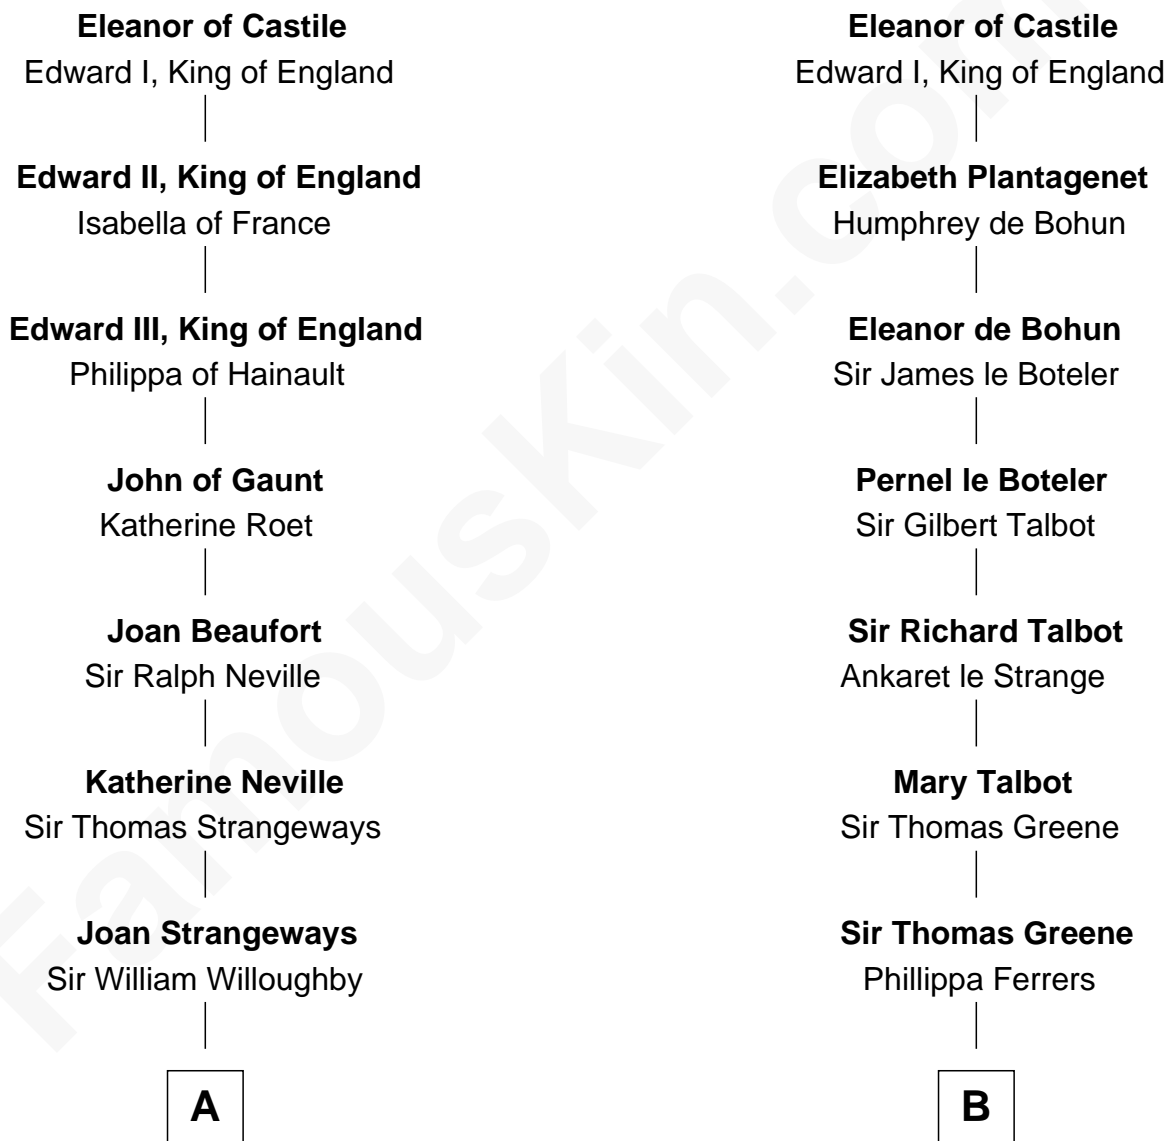 Eleanor of Castile
Edward I, King of England
Edward II, King of England
Isabella of France
Edward III, King of England
Philippa of Hainault
John of Gaunt
Katherine Roet
Joan Beaufort
Sir Ralph Neville
Katherine Neville
Sir Thomas Strangeways
Joan Strangeways
Sir William Willoughby
A
Eleanor of Castile
Edward I, King of England
Elizabeth Plantagenet
Humphrey de Bohun
Eleanor de Bohun
Sir James le Boteler
Pernel le Boteler
Sir Gilbert Talbot
Sir Richard Talbot
Ankaret le Strange
Mary Talbot
Sir Thomas Greene
Sir Thomas Greene
Phillippa Ferrers
B
FamousKin.com